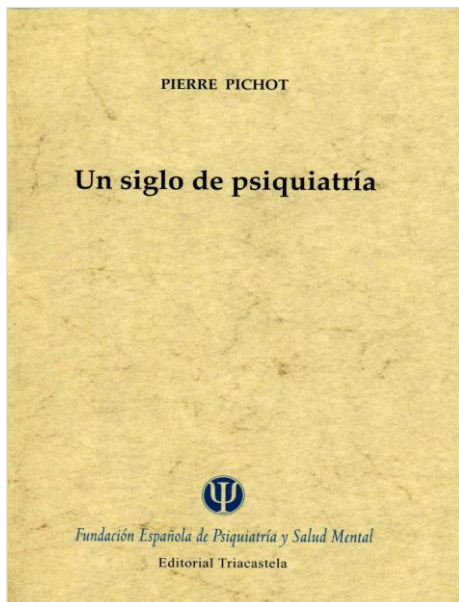 PIERRE PICHOT
Un siglo de psiquiatría
Ψ
Fundación Española de Psiquiatría y Salud Mental
Editorial Triacastela